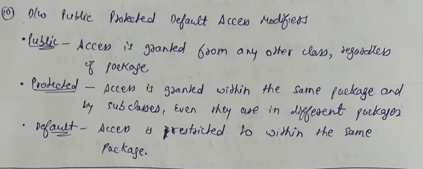 (10) D/w Public Protected Default Access Modifiers
• Public - Access is granted from any other class, regardless
of package.
• Protected - Access is granted within the same package and
by subclasses, Even they are in different packages
• Default - Access is prestricted to within the same
Package.